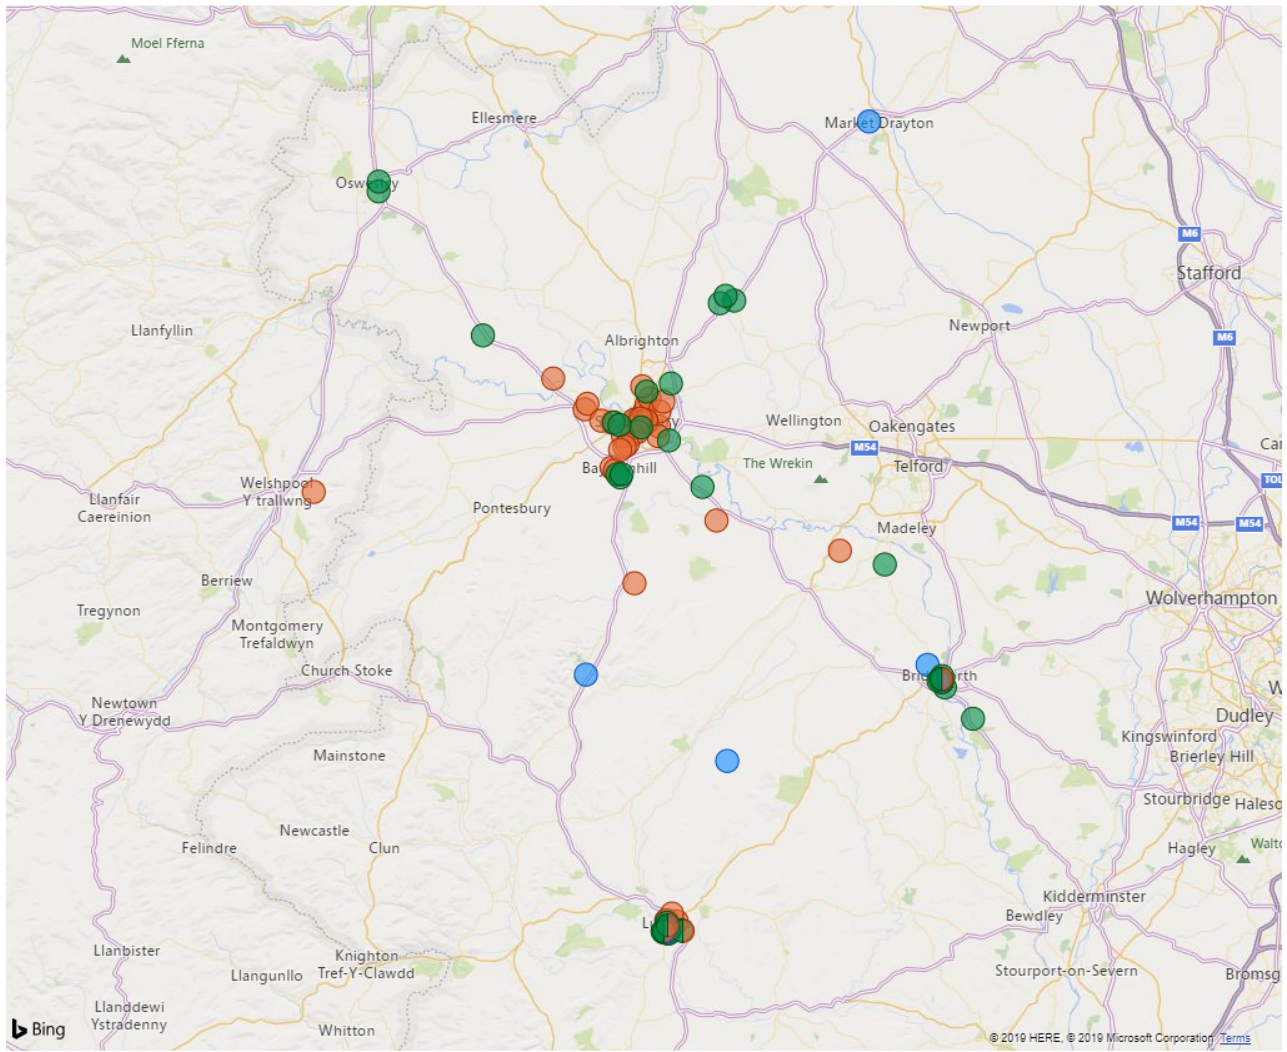 Moel Fferna
Ellesmere
Market Drayton
M6
Stafford
Llanfyllin
Newport
M6
Albrighton
Wellington
Oakengates
M54
The Wrekin
Telford
Welshpool
Y trallwng
Llanfair
Caereinion
Pontesbury
M54
M54
Madeley
Berriew
Wolverhampton
Tregynon
Montgomery
Trefaldwyn
Church Stoke
Newtown
Y Drenewydd
Dudley
Kingswinford
Mainstone
Brierley Hill
Stourbridge
Newcastle
Felindre
Clun
Hagley
Kidderminster
Bewdley
Llanbister
Knighton
Tref-Y-Clawdd
Llangunllo
Stourport-on-Severn
Llanddewi
Ystradenny
Whitton
Bing
© 2019 HERE, © 2019 Microsoft Corporation Terms